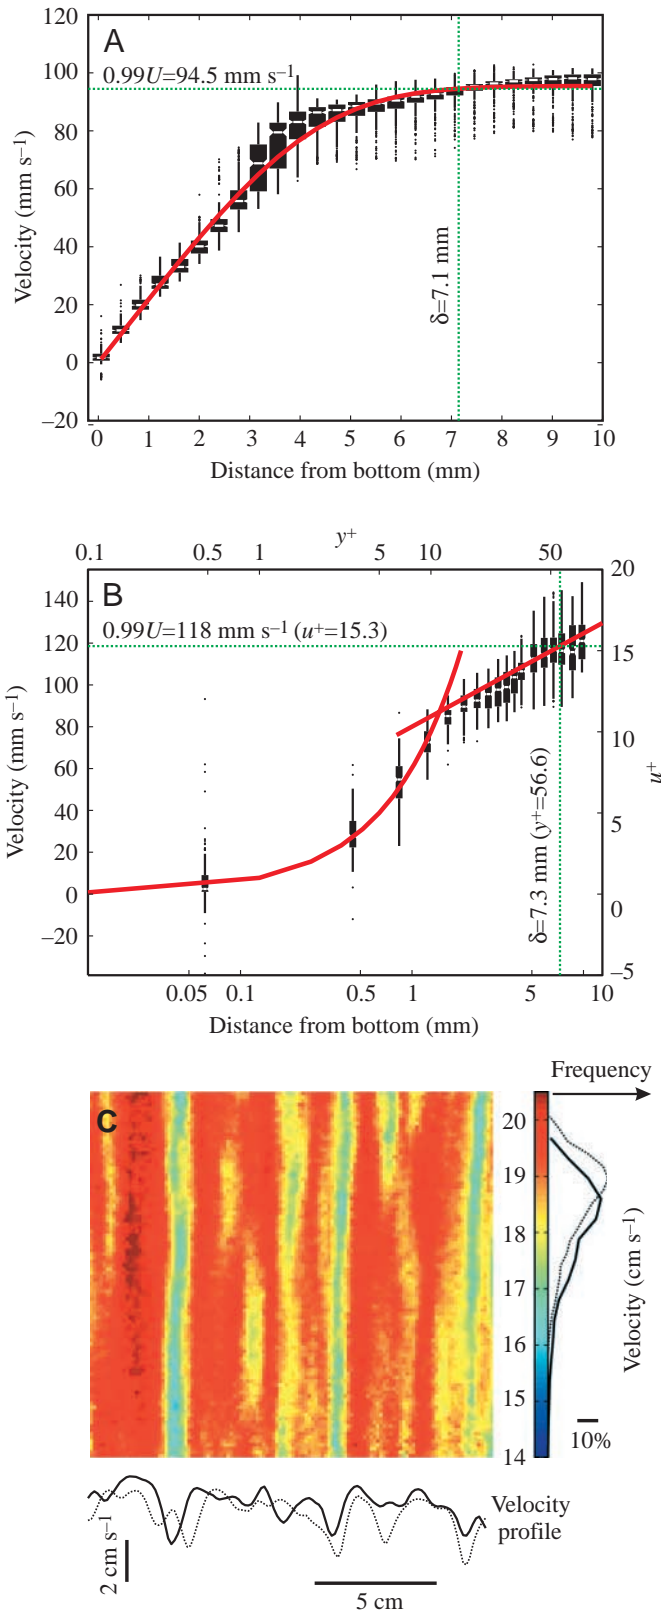 A
0.99U=94.5 mm s–1
120
100
80
60
40
20
0
–20
Velocity (mm s–1)
δ=7.1 mm
0 1 2 3 4 5 6 7 8 9 10
Distance from bottom (mm)
y+
0.1 0.5 1 5 10 50
B
0.99U=118 mm s–1 (u+=15.3)
140
120
100
80
60
40
20
0
–20
Velocity (mm s–1)
20
15
10
5
0
–5
u+
δ=7.3 mm (y+=56.6)
0.05 0.1 0.5 1 5 10
Distance from bottom (mm)
C
Frequency
20
19
18
17
16
15
14
Velocity (cm s–1)
10%
Velocity
profile
2 cm s–1
5 cm